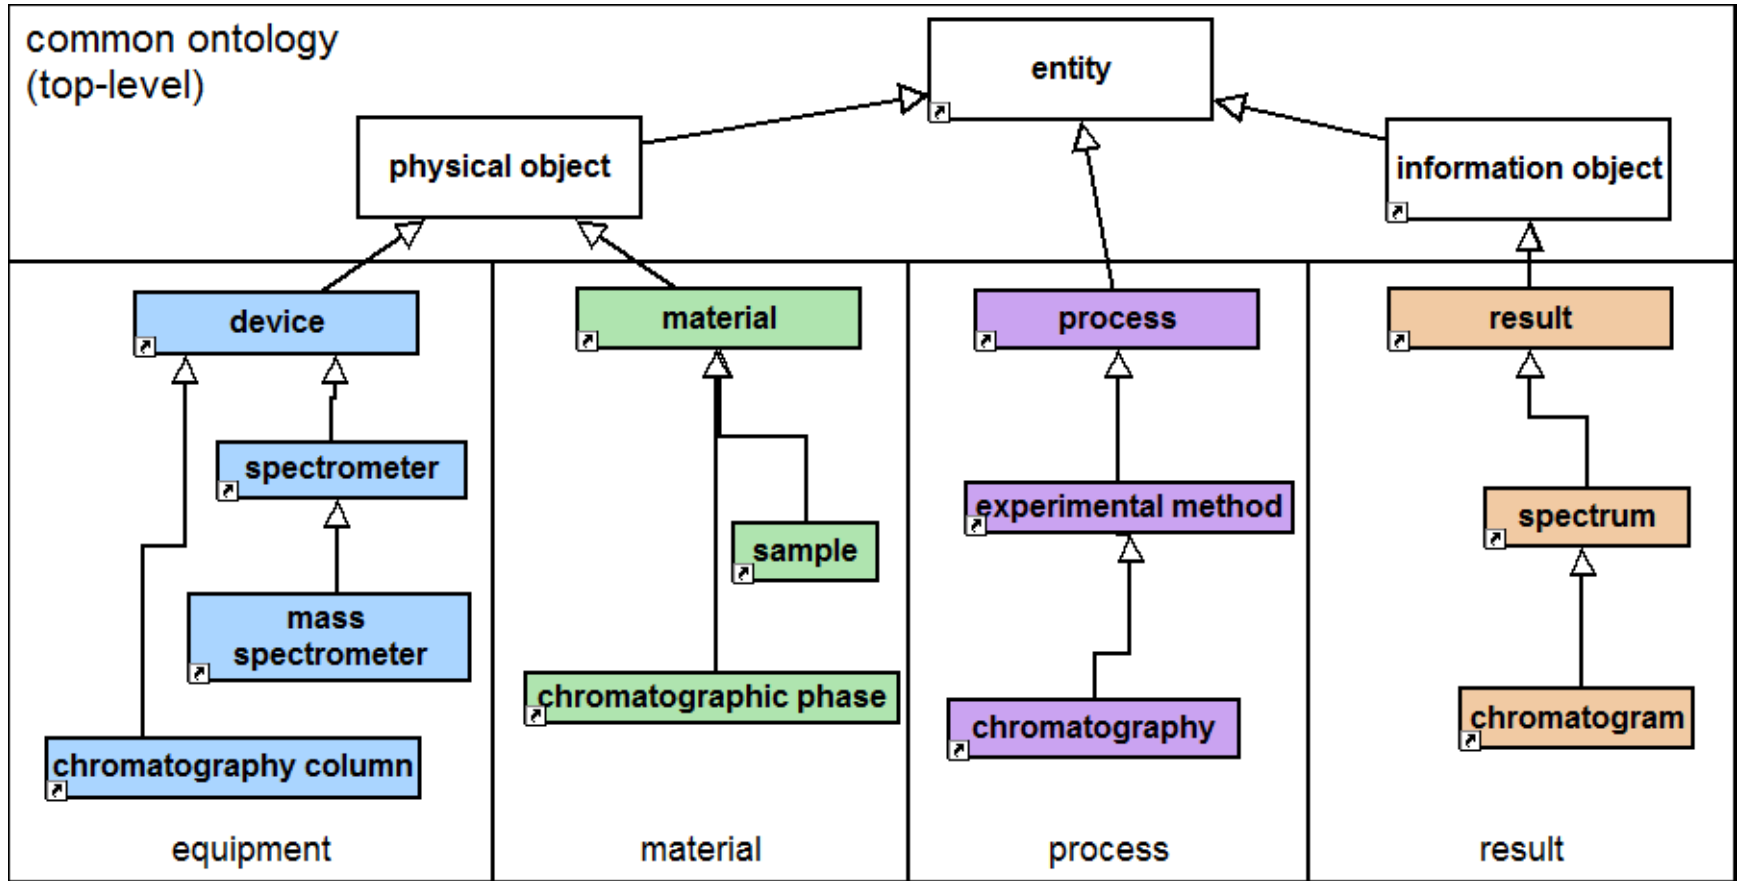 common ontology
(top-level)
entity
physical object
information object
device
material
process
result
spectrometer
experimental method
spectrum
sample
mass
spectrometer
chromatographic phase
chromatography
chromatogram
chromatography column
equipment
material
process
result